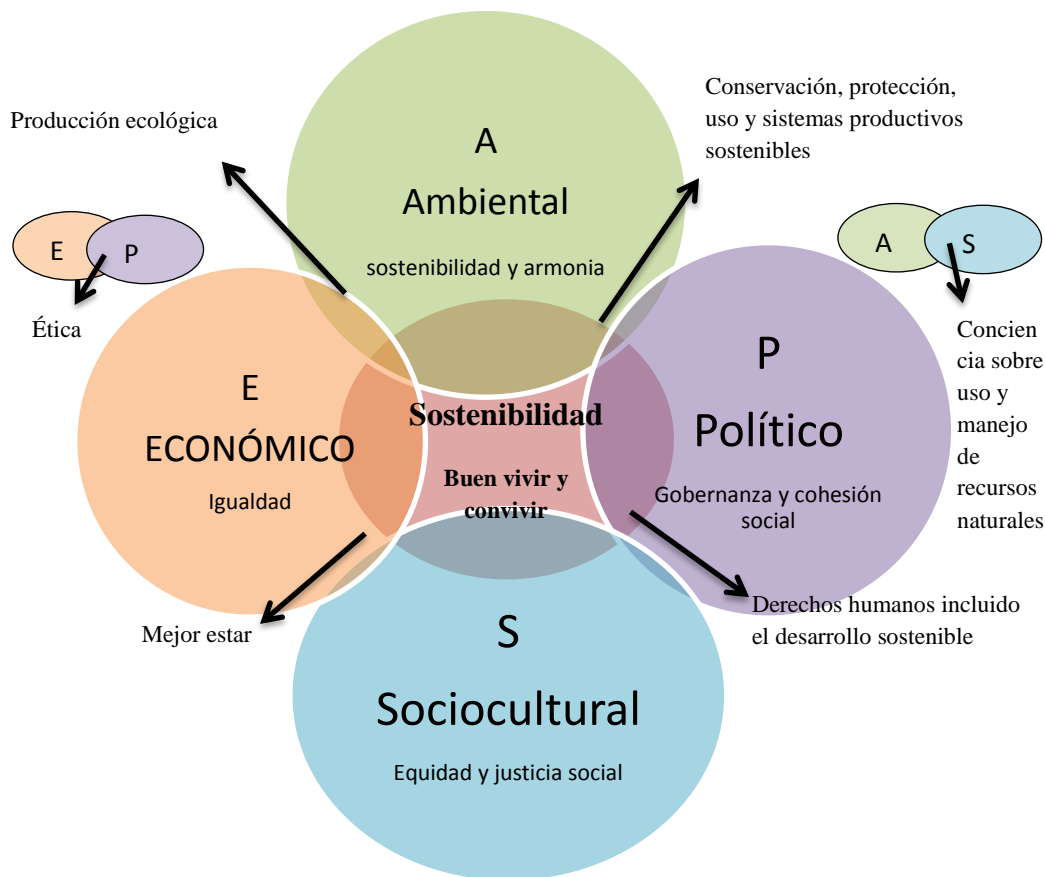 Producción ecológica
Conservación, protección,
uso y sistemas productivos
sostenibles
A
Ambiental
sostenibilidad y armonia
E
P
Ética
A
S
Concien
cia sobre
uso y
manejo
de
recursos
naturales
E
ECONÓMICO
Igualdad
Sostenibilidad
Buen vivir y
convivir
P
Político
Gobernanza y cohesión
social
Mejor estar
Derechos humanos incluido
el desarrollo sostenible
S
Sociocultural
Equidad y justicia social